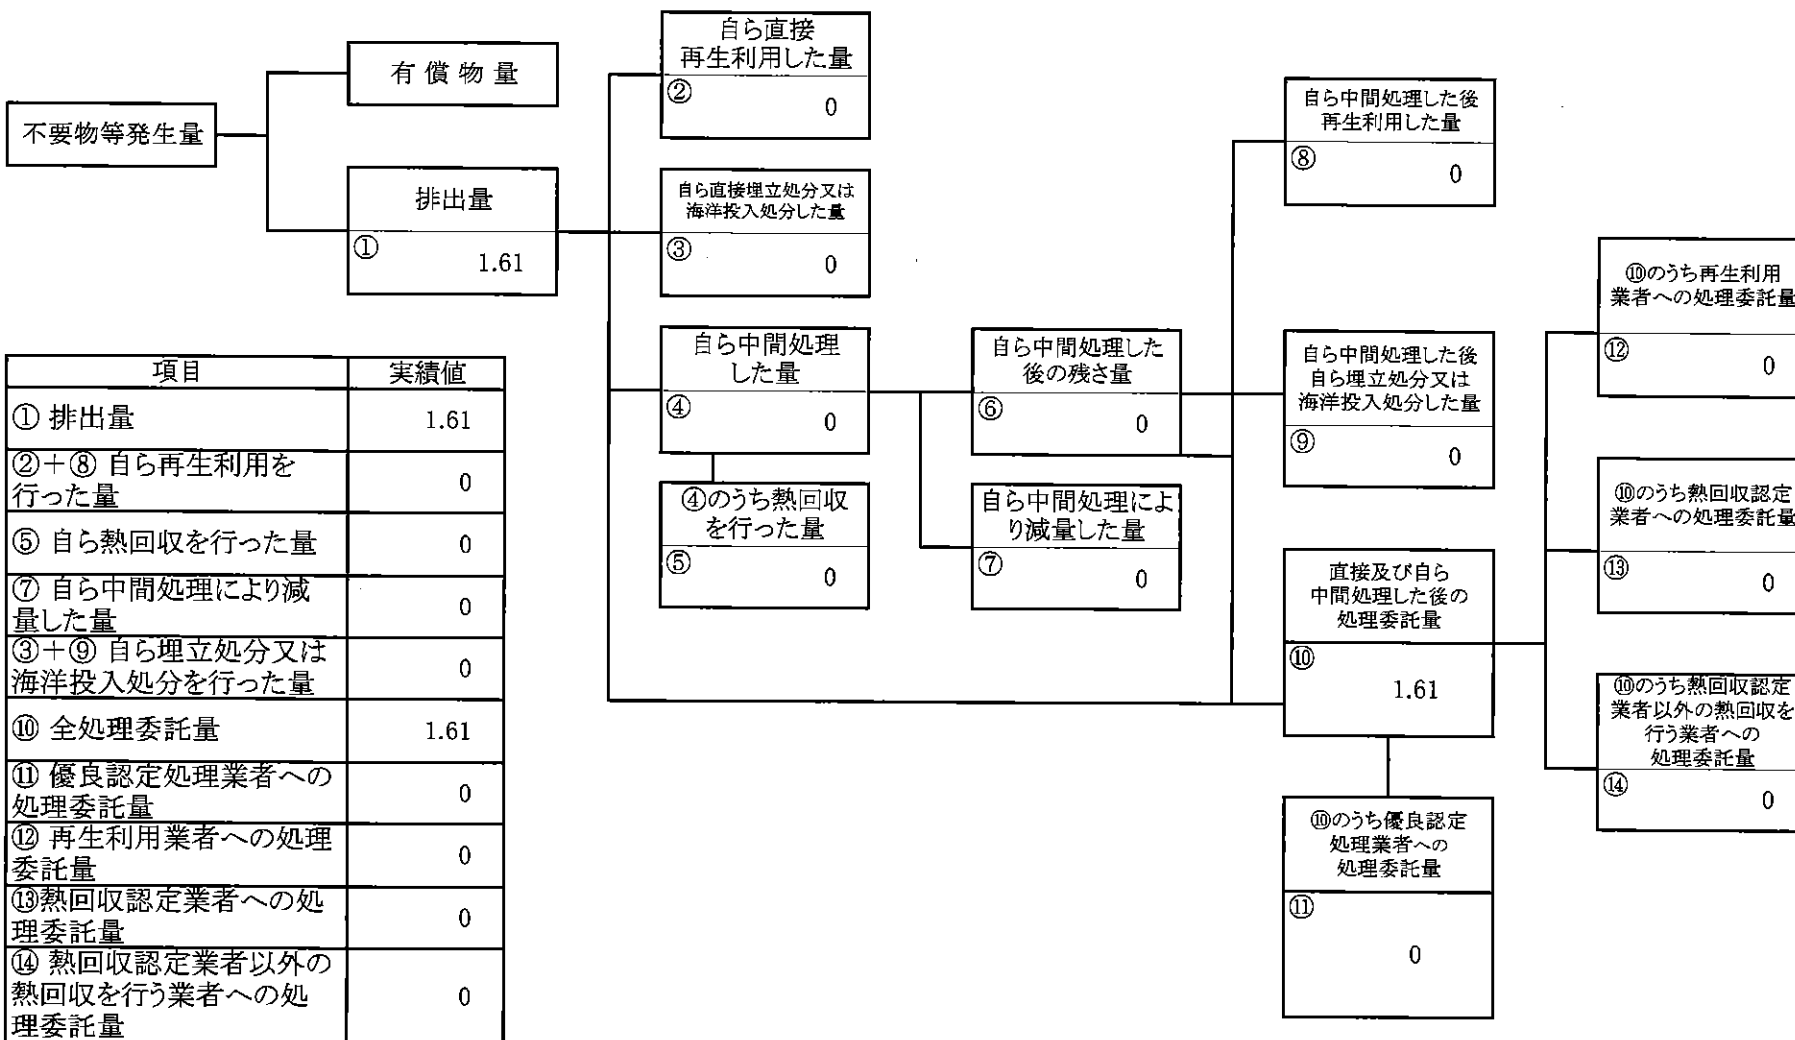 不要物等発生量
有償物量
排出量
①
1.61
自ら直接
再生利用した量
②
0
自ら直接埋立処分又は
海洋投入処分した量
③
0
自ら中間処理
した量
④
0
④のうち熱回収
を行った量
⑤
0
自ら中間処理した
後の残さ量
⑥
0
自ら中間処理によ
り減量した量
⑦
0
自ら中間処理した後
再生利用した量
⑧
0
自ら中間処理した後
自ら埋立処分又は
海洋投入処分した量
⑨
0
直接及び自ら
中間処理した後の
処理委託量
⑩
1.61
⑩のうち優良認定
処理業者への
処理委託量
⑪
0
⑩のうち再生利用
業者への処理委託量
⑫
0
⑩のうち熱回収認定
業者への処理委託量
⑬
0
⑩のうち熱回収認定
業者以外の熱回収を
行う業者への
処理委託量
⑭
0
項目 実績値
① 排出量 1.61
②+⑧ 自ら再生利用を
行った量 0
⑤ 自ら熱回収を行った量 0
⑦ 自ら中間処理により減
量した量 0
③+⑨ 自ら埋立処分又は
海洋投入処分を行った量 0
⑩ 全処理委託量 1.61
⑪ 優良認定処理業者への
処理委託量 0
⑫ 再生利用業者への処理
委託量 0
⑬熱回収認定業者への処
理委託量 0
⑭ 熱回収認定業者以外の
熱回収を行う業者への処
理委託量 0